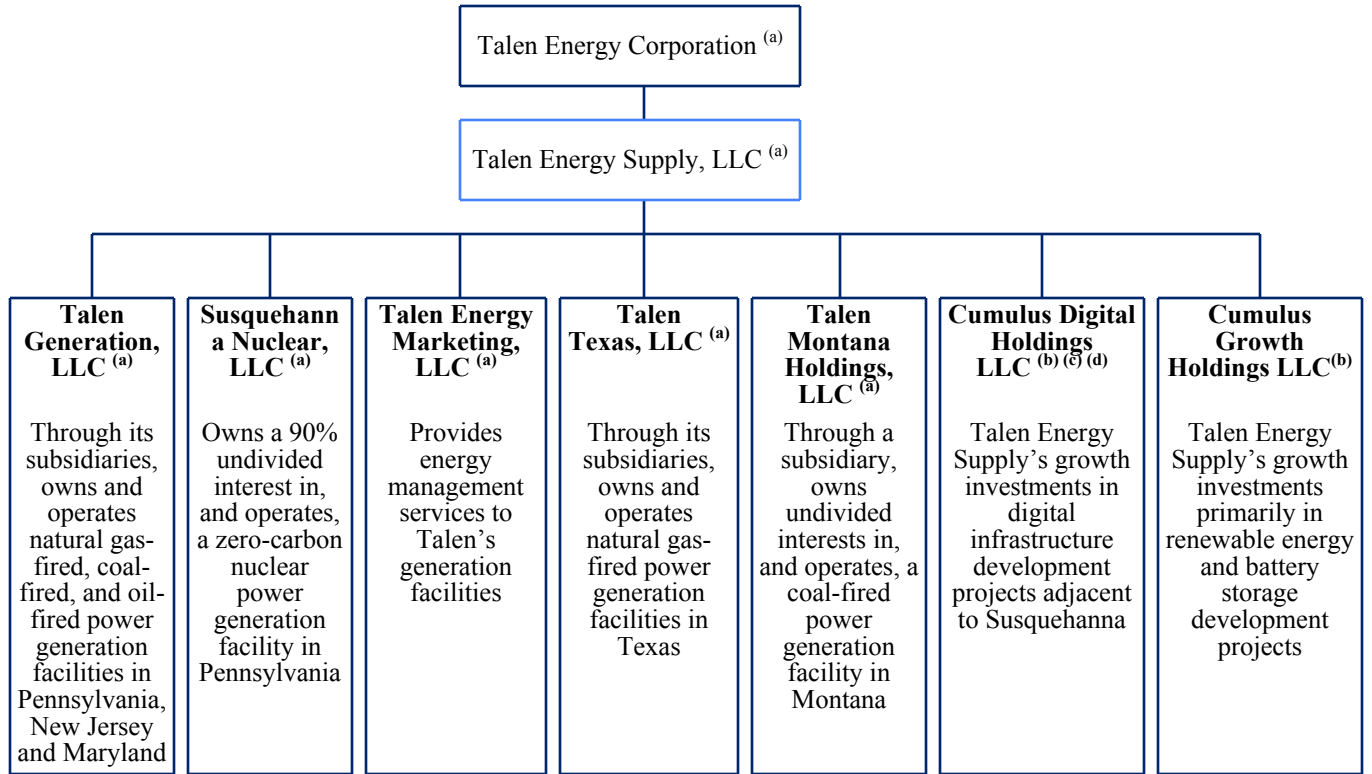 Talen Energy Corporation (a)
Talen Energy Supply, LLC (a)
Talen
Generation,
LLC (a)
Through its
subsidiaries,
owns and
operates
natural gas-
fired, coal-
fired, and oil-
fired power
generation
facilities in
Pennsylvania,
New Jersey
and Maryland
Susquehann
a Nuclear,
LLC (a)
Owns a 90%
undivided
interest in,
and operates,
a zero-carbon
nuclear
power
generation
facility in
Pennsylvania
Talen Energy
Marketing,
LLC (a)
Provides
energy
management
services to
Talen’s
generation
facilities
Talen
Texas, LLC (a)
Through its
subsidiaries,
owns and
operates
natural gas-
fired power
generation
facilities in
Texas
Talen
Montana
Holdings,
LLC (a)
Through a
subsidiary,
owns
undivided
interests in,
and operates, a
coal-fired
power
generation
facility in
Montana
Cumulus Digital
Holdings
LLC (b) (c) (d)
Talen Energy
Supply’s growth
investments in
digital
infrastructure
development
projects adjacent
to Susquehanna
Cumulus
Growth
Holdings LLC(b)
Talen Energy
Supply’s growth
investments
primarily in
renewable energy
and battery
storage
development
projects